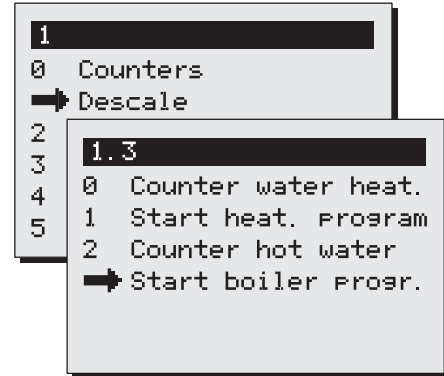 1
0 Counters
Descale
2
3
4
5
1.3
0 Counter water heat.
1 Start heat. program
2 Counter hot water
Start boiler progr.